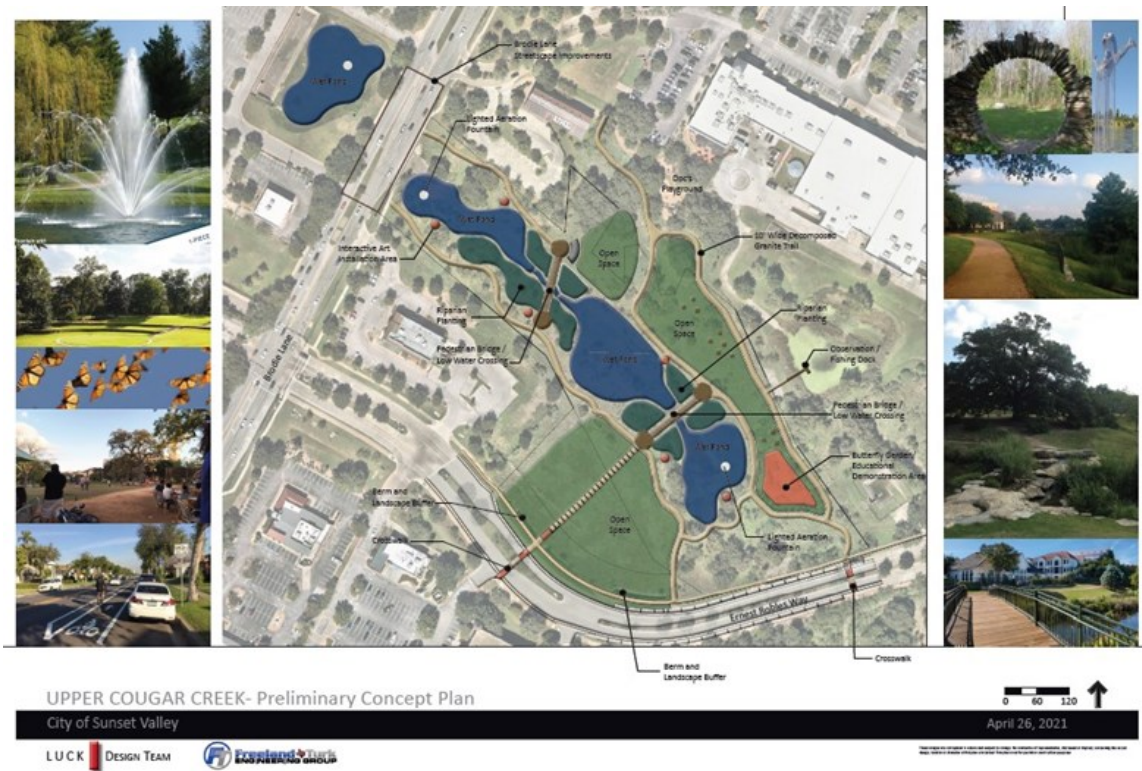 Brodie Lane
Streetscape Improvements
Wet Pond
Lighted Aeration
Fountain
Doc's
Playground
Wet Pond
10' Wide Decomposed
Granite Trail
Interactive Art
Installation Area
Open
Space
Riparian
Planting
Open
Space
Riparian
Planting
Brodie Lane
Pedestrian Bridge /
Low Water Crossing
Wet Pond
Observation /
Fishing Dock
Pedestrian Bridge /
Low Water Crossing
Wet Pond
Butterfly Garden/
Educational
Demonstration Area
Berm and
Landscape Buffer
Open
Space
Crosswalk
Lighted Aeration
Fountain
Ernest Robles Way
Crosswalk
Berm and
Landscape Buffer
UPPER COUGAR CREEK- Preliminary Concept Plan
0 60 120
City of Sunset Valley
April 26, 2021
LUCK DESIGN TEAM
FT Freeland Turk
ENGINEERING GROUP